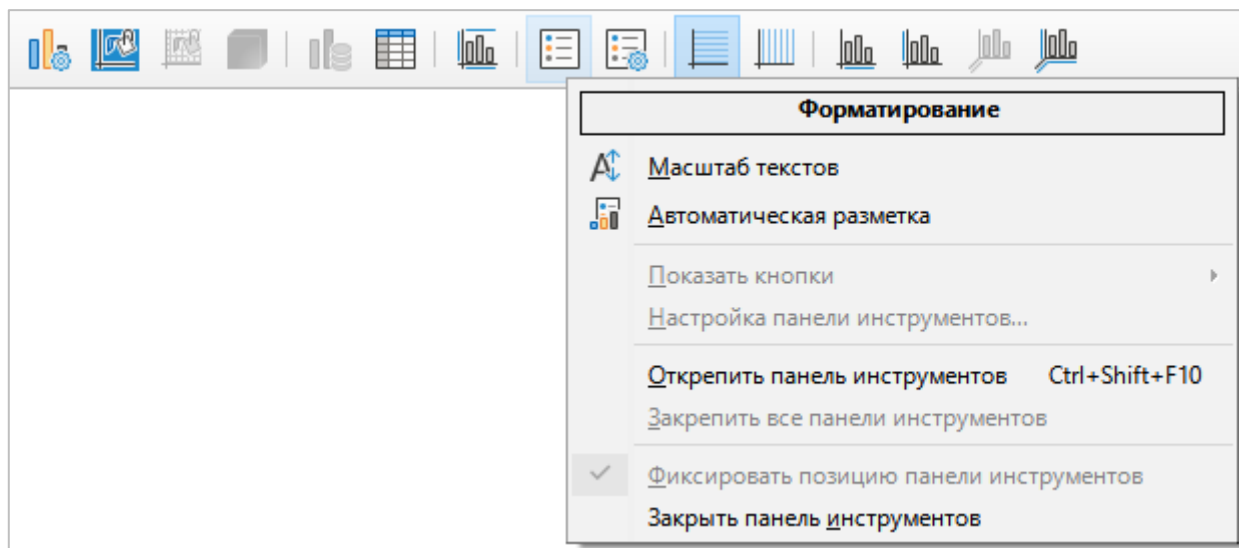 Форматирование
Масштаб текстов
Автоматическая разметка
Показать кнопки
Настройка панели инструментов...
Открепить панель инструментов Ctrl+Shift+F10
Закрепить все панели инструментов
Фиксировать позицию панели инструментов
Закрыть панель инструментов